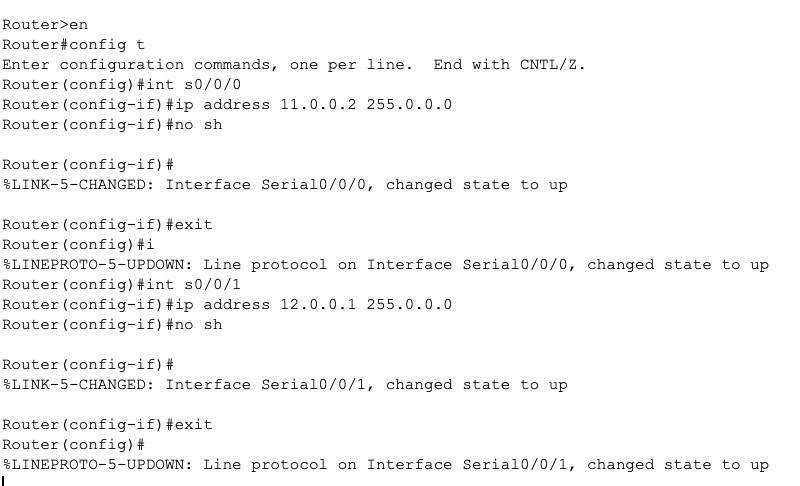 Router>en
Router#config t
Enter configuration commands, one per line.  End with CNTL/Z.
Router(config)#int s0/0/0
Router(config-if)#ip address 11.0.0.2 255.0.0.0
Router(config-if)#no sh
Router(config-if)#
%LINK-5-CHANGED: Interface Serial0/0/0, changed state to up
Router(config-if)#exit
Router(config)#i
%LINEPROTO-5-UPDOWN: Line protocol on Interface Serial0/0/0, changed state to up
Router(config)#int s0/0/1
Router(config-if)#ip address 12.0.0.1 255.0.0.0
Router(config-if)#no sh
Router(config-if)#
%LINK-5-CHANGED: Interface Serial0/0/1, changed state to up
Router(config-if)#exit
Router(config)#
%LINEPROTO-5-UPDOWN: Line protocol on Interface Serial0/0/1, changed state to up